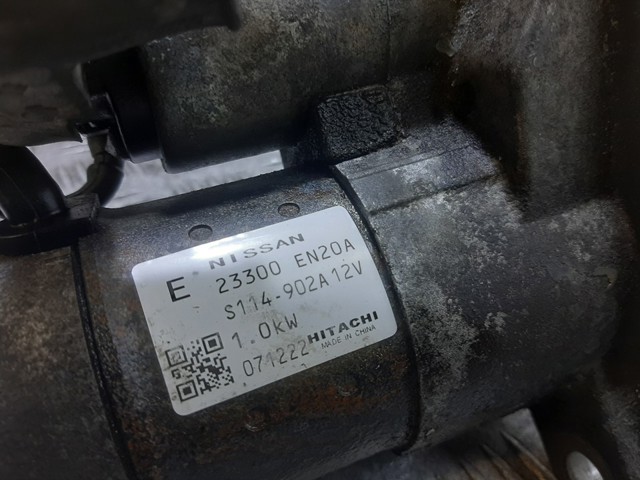 NISSAN
E 23300 EN20A
S114-902A 12V
1.0KW
071222 HITACHI
MADE IN CHINA